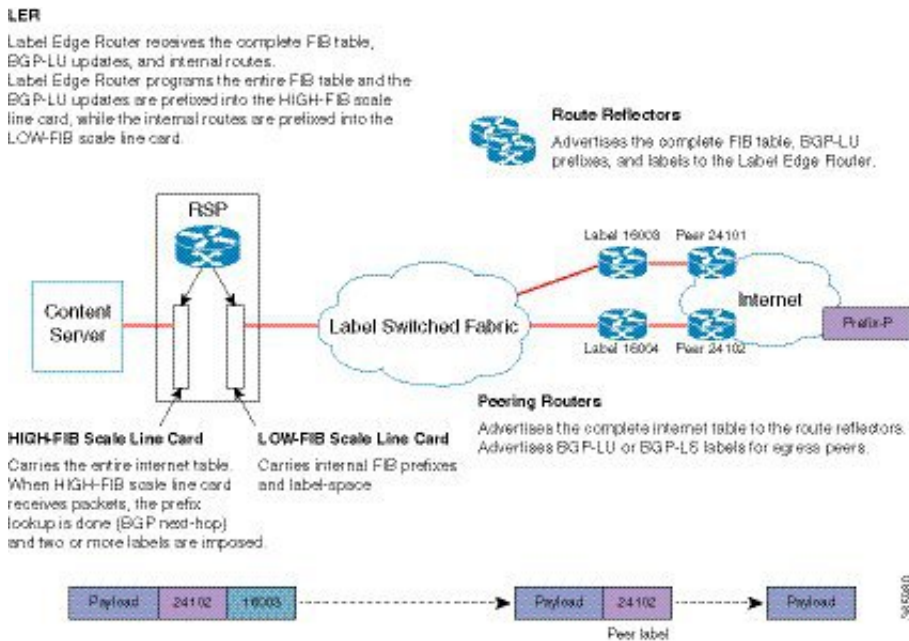 LER
Label Edge Router receives the complete FIB table,
BGP-LU updates, and internal routes.
Label Edge Router programs the entire FIB table and the
BGP-LU updates are prefixed into the HIGH-FIB scale
line card, while the internal routes are prefixed into the
LOW-FIB scale line card.
Route Reflectors
Advertises the complete FIB table, BGP-LU
prefixes, and labels to the Label Edge Router.
RSP
Label 16003 Peer 24101
Content
Server
Label Switched Fabric
Internet
Prefix-P
Label 16004 Peer 24102
Peering Routers
Advertises the complete internet table to the route reflectors.
Advertises BGP-LU or BGP-LS labels for egress peers.
HIGH-FIB Scale Line Card
Carries the entire internet table.
When HIGH-FIB scale line card
receives packets, the prefix
lookup is done (BGP next-hop)
and two or more labels are imposed.
LOW-FIB Scale Line Card
Carries internal FIB prefixes
and label-space
Payload 24102 16003
Payload 24102
Payload
Peer label